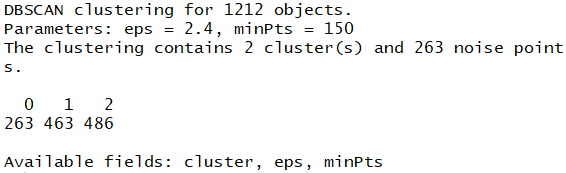 DBSCAN clustering for 1212 objects.
Parameters: eps = 2.4, minPts = 150
The clustering contains 2 cluster(s) and 263 noise point
s.
0 1 2
263 463 486
Available fields: cluster, eps, minPts